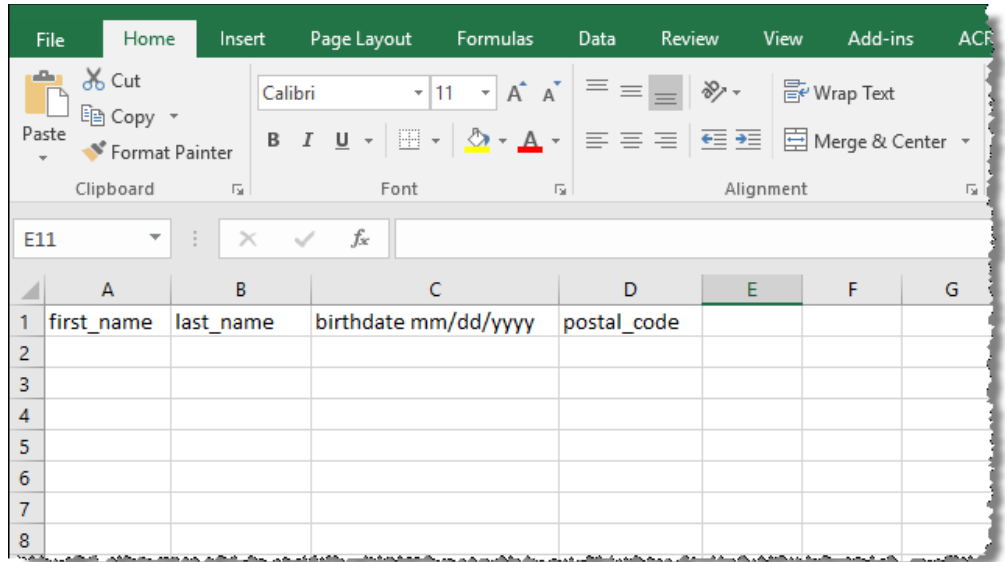 File Home Insert Page Layout Formulas Data Review View Add-ins
Cut
Calibri 11 A A Wrap Text
Copy
Paste
Format Painter B I U A Merge & Center
Clipboard Font Alignment
E11 fx
A B C D E F G
1 first_name last_name birthdate mm/dd/yyyy postal_code
2
3
4
5
6
7
8